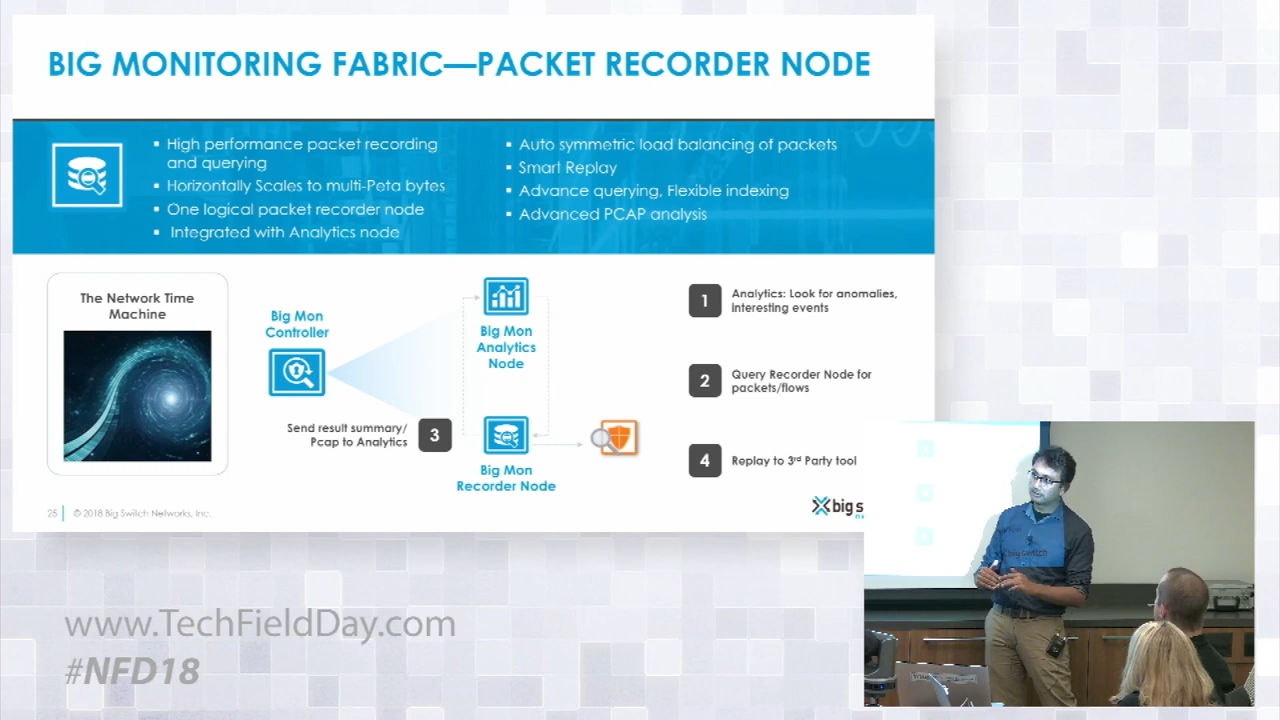 BIG MONITORING FABRIC—PACKET RECORDER NODE
▪ High performance packet recording
and querying
▪ Horizontally Scales to multi-Peta bytes
▪ One logical packet recorder node
▪ Integrated with Analytics node
▪ Auto symmetric load balancing of packets
▪ Smart Replay
▪ Advance querying, Flexible indexing
▪ Advanced PCAP analysis
The Network Time
Machine
Big Mon
Controller
Big Mon
Analytics
Node
Send result summary/
Pcap to Analytics
3
Big Mon
Recorder Node
1
Analytics: Look for anomalies,
interesting events
2
Query Recorder Node for
packets/flows
4
Replay to 3rd Party tool
25
© 2018 Big Switch Networks, Inc.
big s
big switch
www.TechFieldDay.com
#NFD18